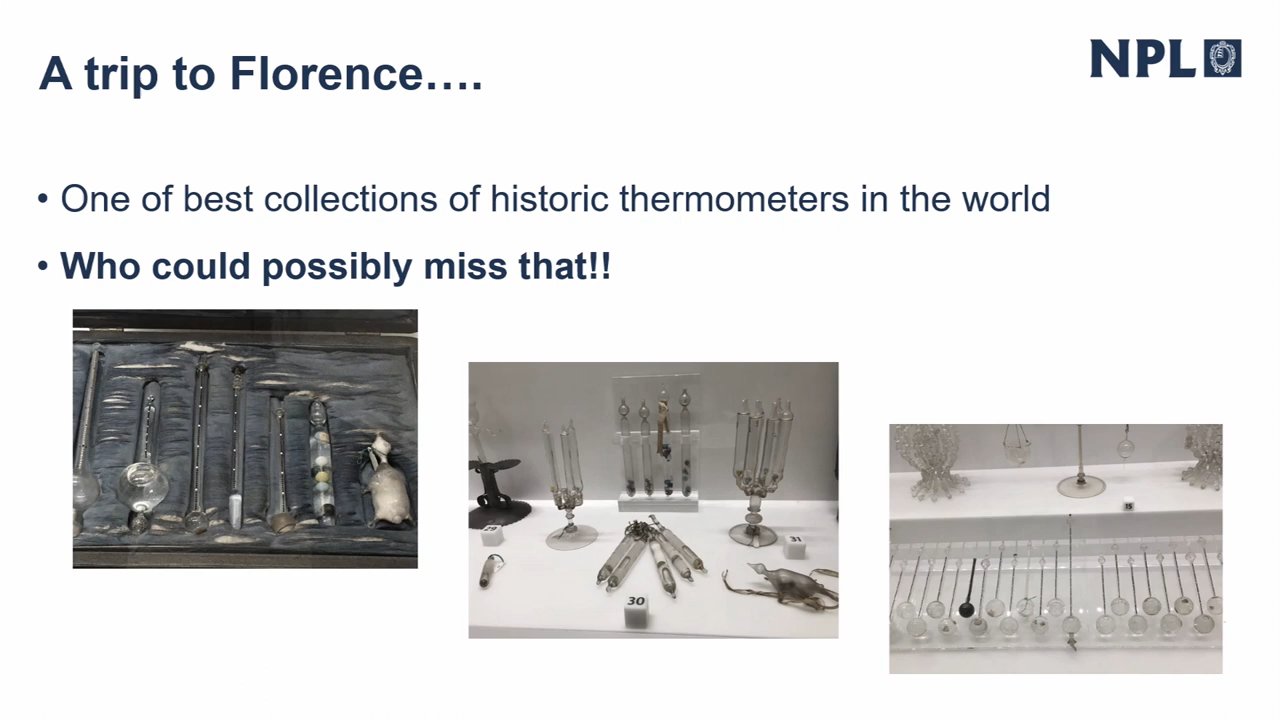 A trip to Florence….
NPL
• One of best collections of historic thermometers in the world
• Who could possibly miss that!!
29
30
31
15